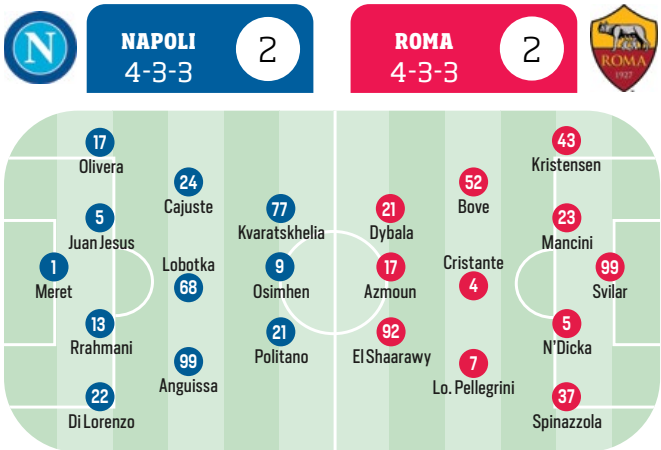 N
NAPOLI
4-3-3
2
ROMA
4-3-3
2
ROMA
1927
17
Olivera
5
Juan Jesus
1
Meret
13
Rrahmani
22
Di Lorenzo
24
Cajuste
Lobotka
68
99
Anguissa
77
Kvaratskhelia
9
Osimhen
21
Politano
21
Dybala
17
Azmoun
92
El Shaarawy
52
Bove
Cristante
4
7
Lo. Pellegrini
43
Kristensen
23
Mancini
99
Svilar
5
N'Dicka
37
Spinazzola